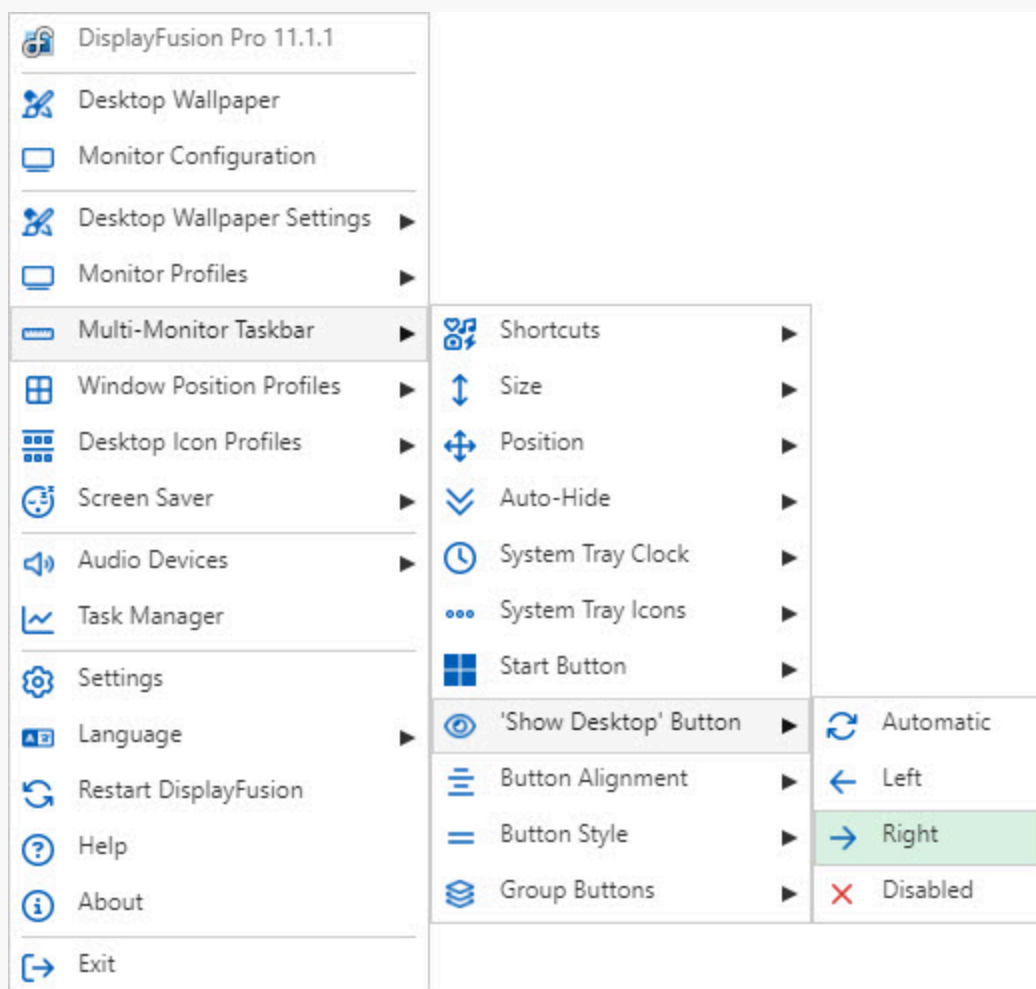 DisplayFusion Pro 11.1.1
Desktop Wallpaper
Monitor Configuration
Desktop Wallpaper Settings
Monitor Profiles
Multi-Monitor Taskbar
Window Position Profiles
Desktop Icon Profiles
Screen Saver
Audio Devices
Task Manager
Settings
Language
Restart DisplayFusion
Help
About
Exit
Shortcuts
Size
Position
Auto-Hide
System Tray Clock
System Tray Icons
Start Button
'Show Desktop' Button
Button Alignment
Button Style
Group Buttons
Automatic
Left
Right
Disabled